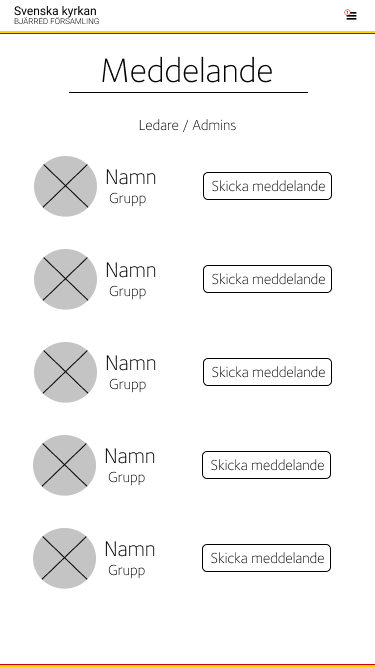 Svenska kyrkan
BJÄRRED FÖRSAMLING
Meddelande
Ledare / Admins
Namn
Grupp
Skicka meddelande
Namn
Grupp
Skicka meddelande
Namn
Grupp
Skicka meddelande
Namn
Grupp
Skicka meddelande
Namn
Grupp
Skicka meddelande